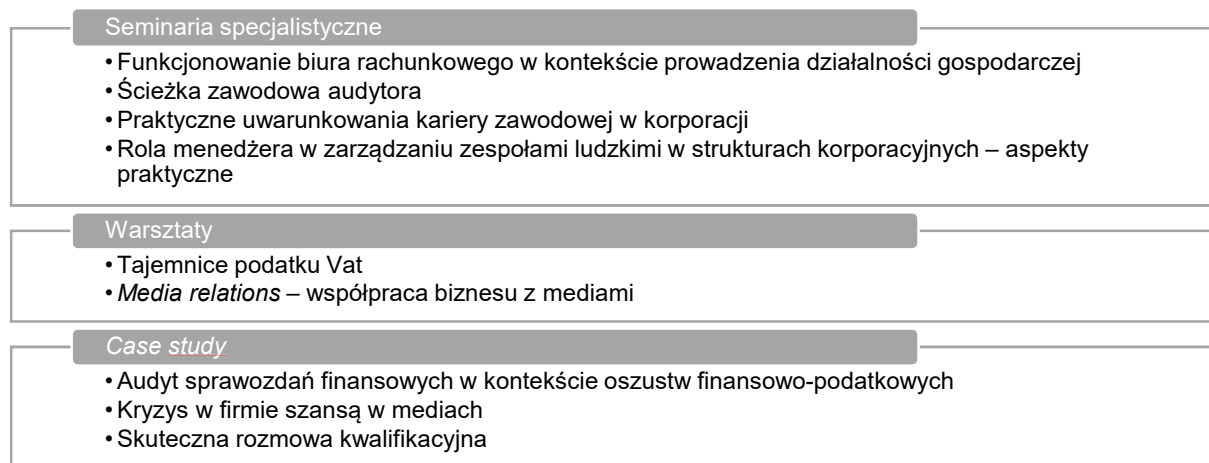 Seminaria specjalistyczne
• Funkcjonowanie biura rachunkowego w kontekście prowadzenia działalności gospodarczej
• Ścieżka zawodowa audytora
• Praktyczne uwarunkowania kariery zawodowej w korporacji
• Rola menedżera w zarządzaniu zespołami ludzkimi w strukturach korporacyjnych – aspekty
praktyczne
Warsztaty
• Tajemnice podatku Vat
• Media relations – współpraca biznesu z mediami
Case study
• Audyt sprawozdań finansowych w kontekście oszustw finansowo-podatkowych
• Kryzys w firmie szansą w mediach
• Skuteczna rozmowa kwalifikacyjna